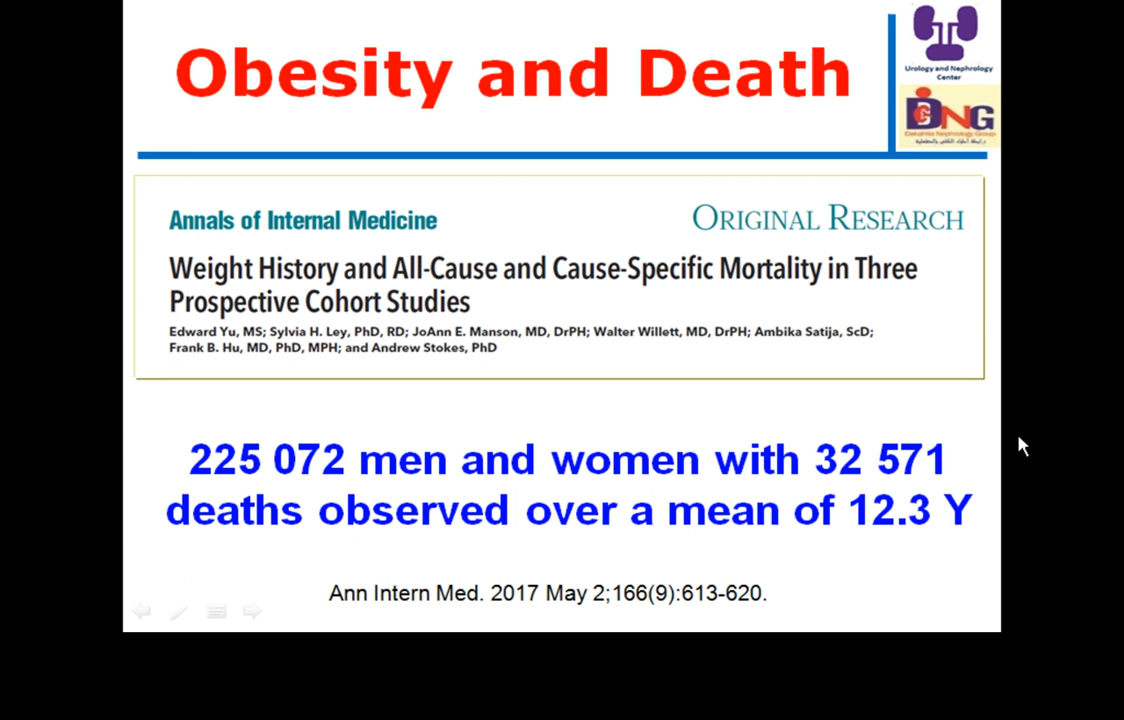 Obesity and Death
Urology and Nephrology
Center
DCNG
Dakahlia Nephrology Group
Annals of Internal Medicine
ORIGINAL RESEARCH
Weight History and All-Cause and Cause-Specific Mortality in Three
Prospective Cohort Studies
Edward Yu, MS; Sylvia H. Ley, PhD, RD; JoAnn E. Manson, MD, DrPH; Walter Willett, MD, DrPH; Ambika Satija, ScD;
Frank B. Hu, MD, PhD, MPH; and Andrew Stokes, PhD
225 072 men and women with 32 571
deaths observed over a mean of 12.3 Y
Ann Intern Med. 2017 May 2;166(9):613-620.